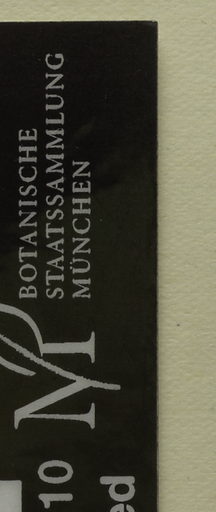 BOTANISCHE
STAATSSAMMLUNG
MÜNCHEN
M
10
ed